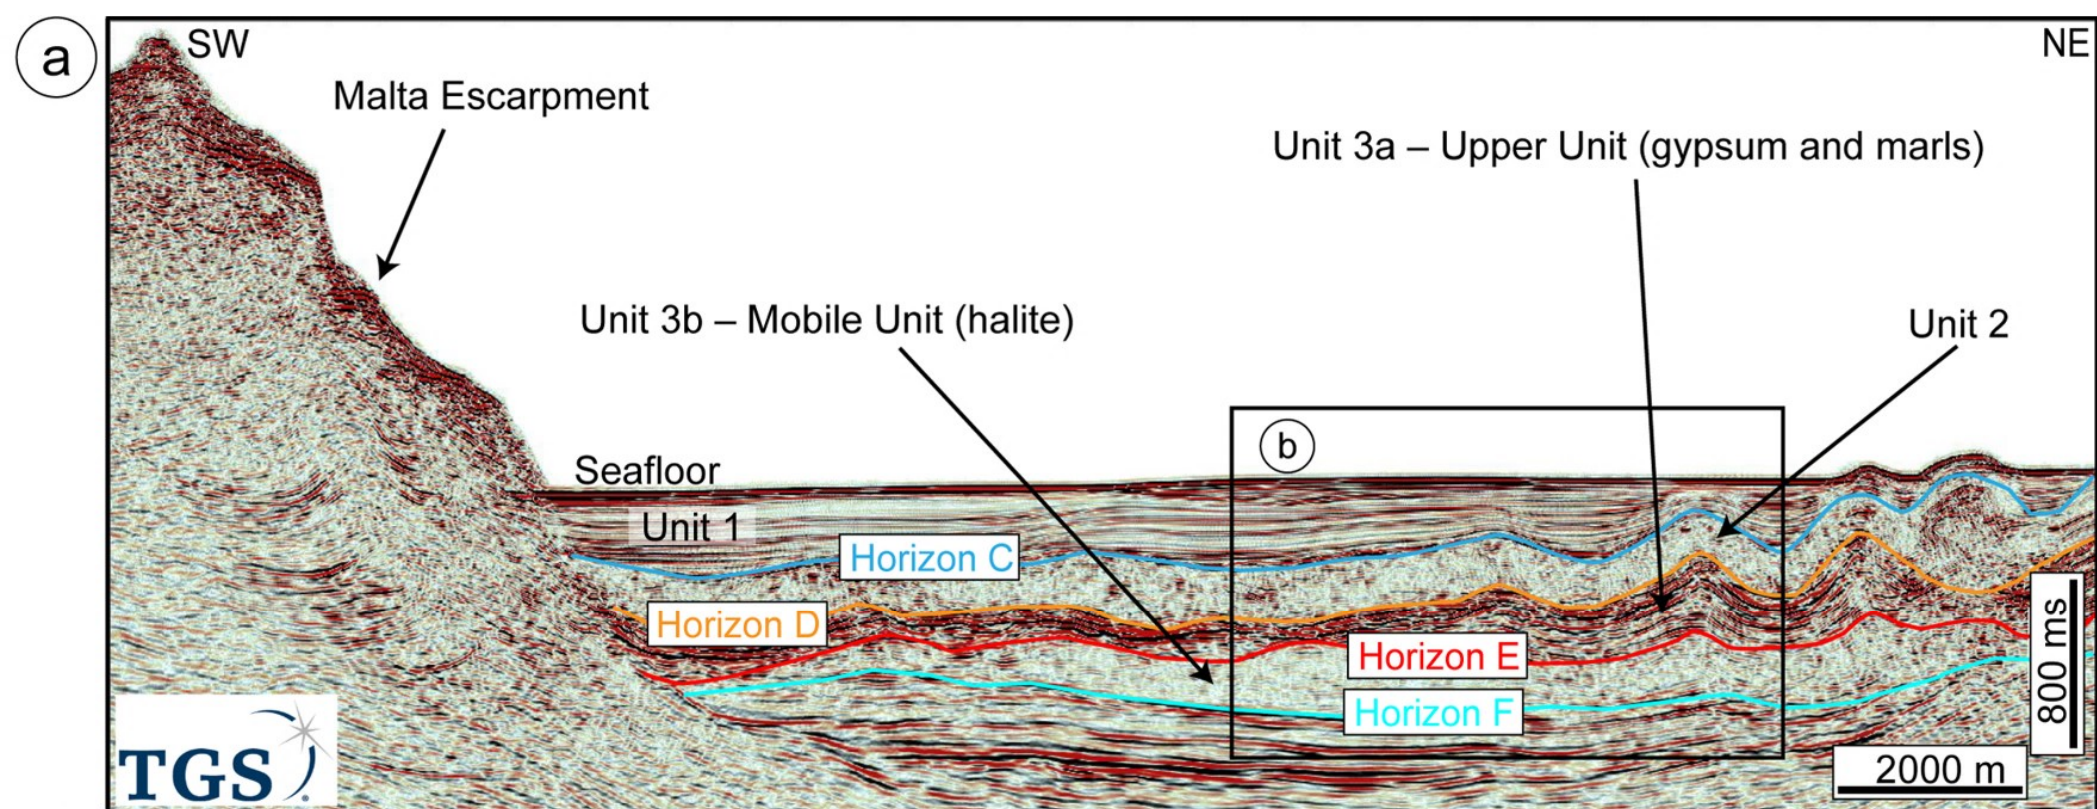 a
SW
NE
Malta Escarpment
Unit 3a – Upper Unit (gypsum and marls)
Unit 3b – Mobile Unit (halite)
Unit 2
b
Seafloor
Unit 1
Horizon C
Horizon D
Horizon E
Horizon F
800 ms
2000 m
TGS